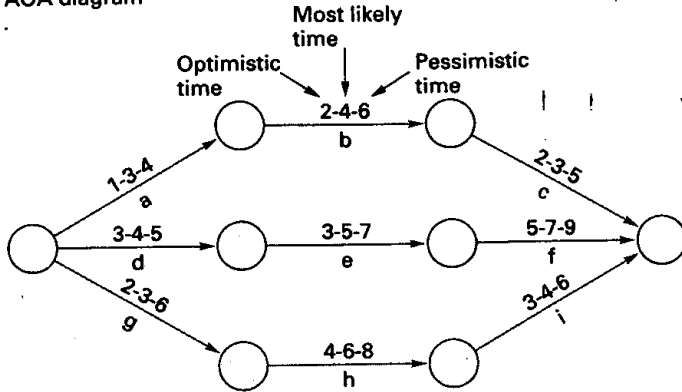 AOA diagram
Most likely
time
Optimistic
time
Pessimistic
time
2-4-6
b
1-3-4
a
2-3-5
c
3-4-5
d
3-5-7
e
5-7-9
f
2-3-6
g
4-6-8
h
3-4-6
i